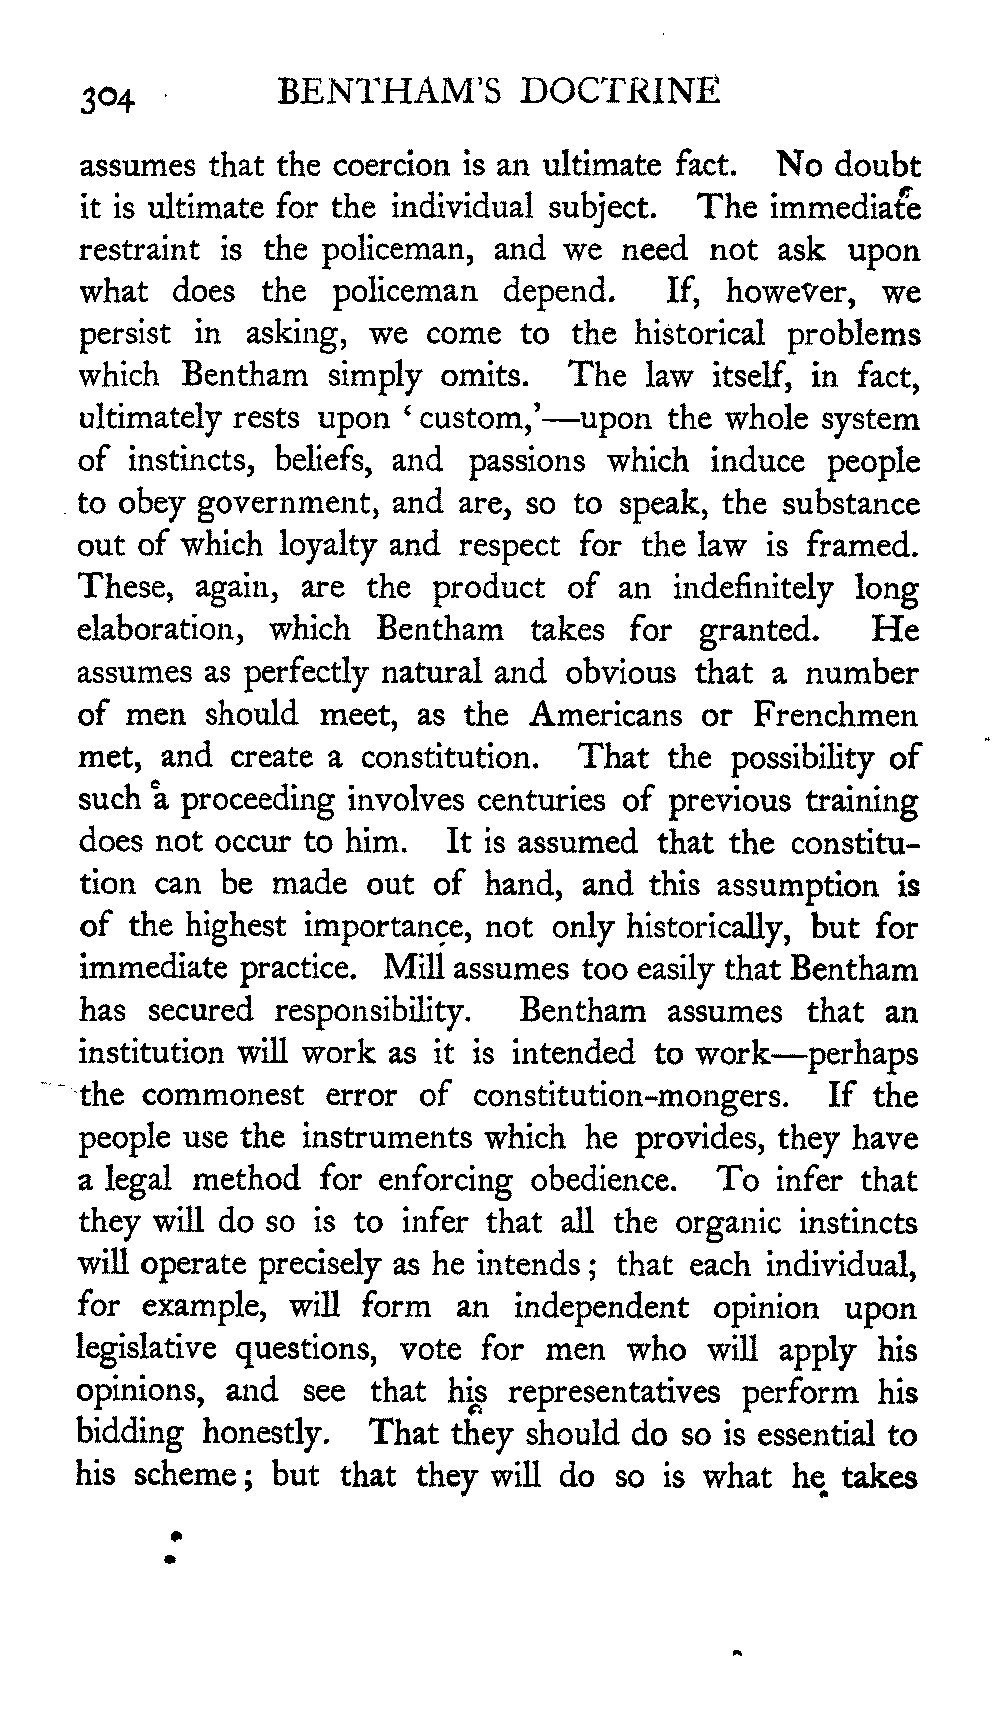 304 BENTHAM'S DOCTRINE
assumes that the coercion is an ultimate fact. No doubt
it is ultimate for the individual subject. The immediate
restraint is the policeman, and we need not ask upon
what does the policeman depend. If, however, we
persist in asking, we come to the historical problems
which Bentham simply omits. The law itself, in fact,
ultimately rests upon ‘ custom,’—upon the whole system
of instincts, beliefs, and passions which induce people
to obey government, and are, so to speak, the substance
out of which loyalty and respect for the law is framed.
These, again, are the product of an indefinitely long
elaboration, which Bentham takes for granted. He
assumes as perfectly natural and obvious that a number
of men should meet, as the Americans or Frenchmen
met, and create a constitution. That the possibility of
such a proceeding involves centuries of previous training
does not occur to him. It is assumed that the constitu-
tion can be made out of hand, and this assumption is
of the highest importance, not only historically, but for
immediate practice. Mill assumes too easily that Bentham
has secured responsibility. Bentham assumes that an
institution will work as it is intended to work—perhaps
the commonest error of constitution-mongers. If the
people use the instruments which he provides, they have
a legal method for enforcing obedience. To infer that
they will do so is to infer that all the organic instincts
will operate precisely as he intends ; that each individual,
for example, will form an independent opinion upon
legislative questions, vote for men who will apply his
opinions, and see that his representatives perform his
bidding honestly. That they should do so is essential to
his scheme ; but that they will do so is what he takes